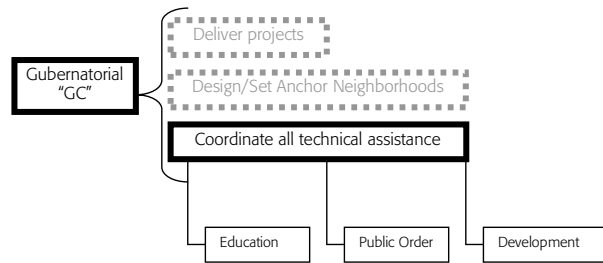 Deliver projects
Gubernatorial
“GC”
Design/Set Anchor Neighborhoods
Coordinate all technical assistance
Education
Public Order
Development